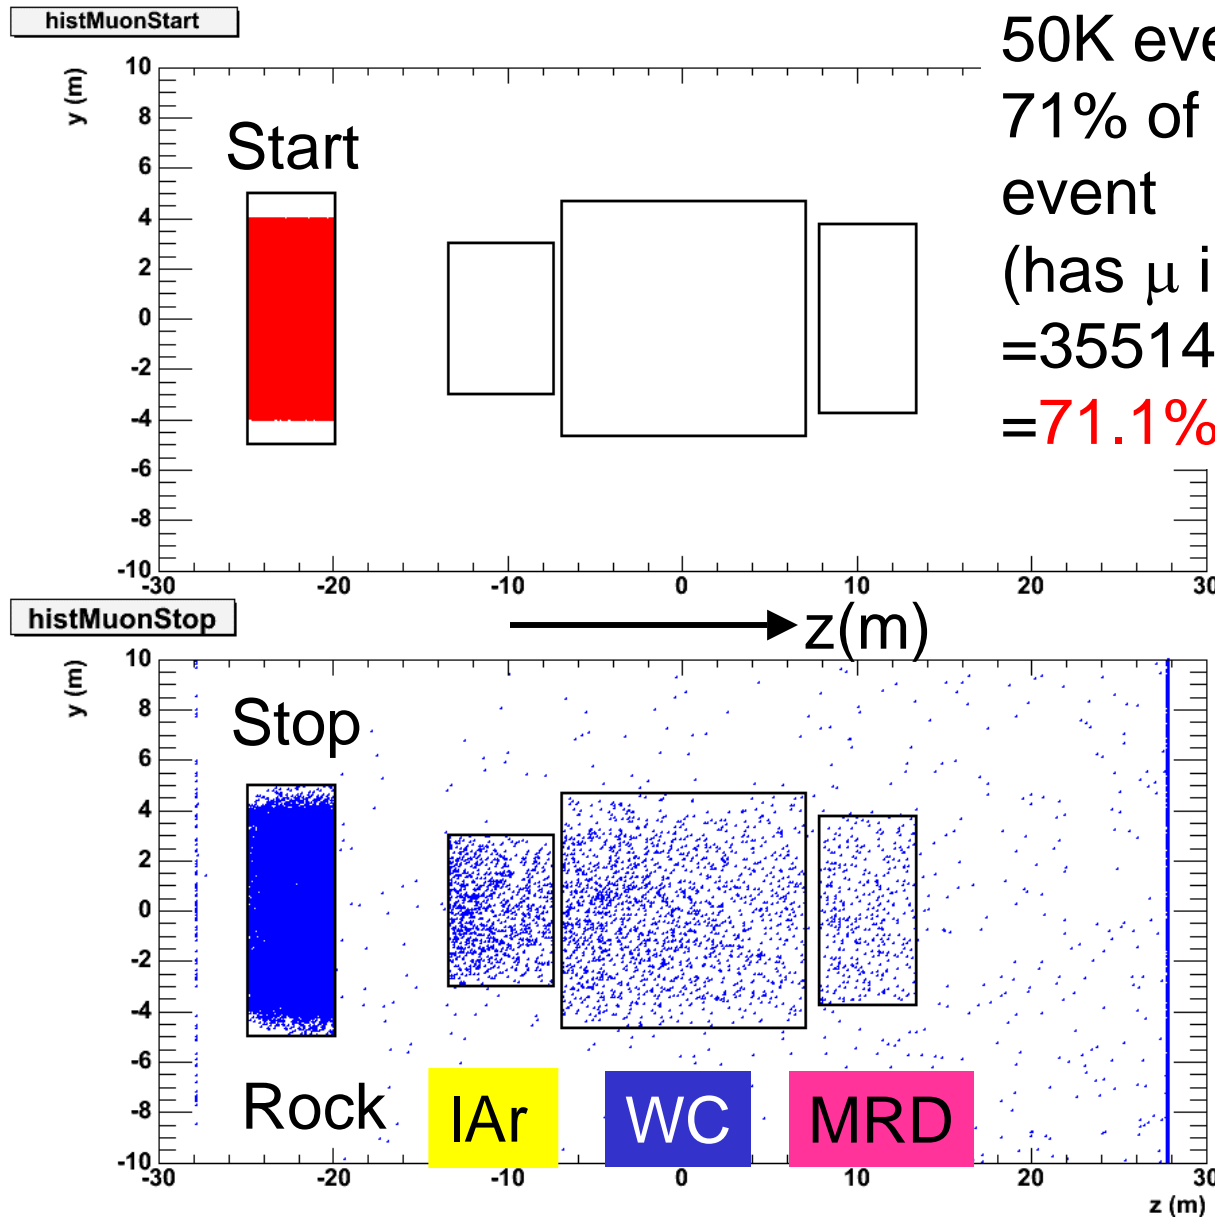 histMuonStart
50K eve
71% of
event
(has μ i
=35514
=71.1%
y (m)
10
8
6
4
2
0
-2
-4
-6
-8
-10
Start
-30 -20 -10 0 10 20 30
histMuonStop
z(m)
y (m)
10
8
6
4
2
0
-2
-4
-6
-8
-10
Stop
Rock lAr WC MRD
-30 -20 -10 0 10 20 30
z (m)